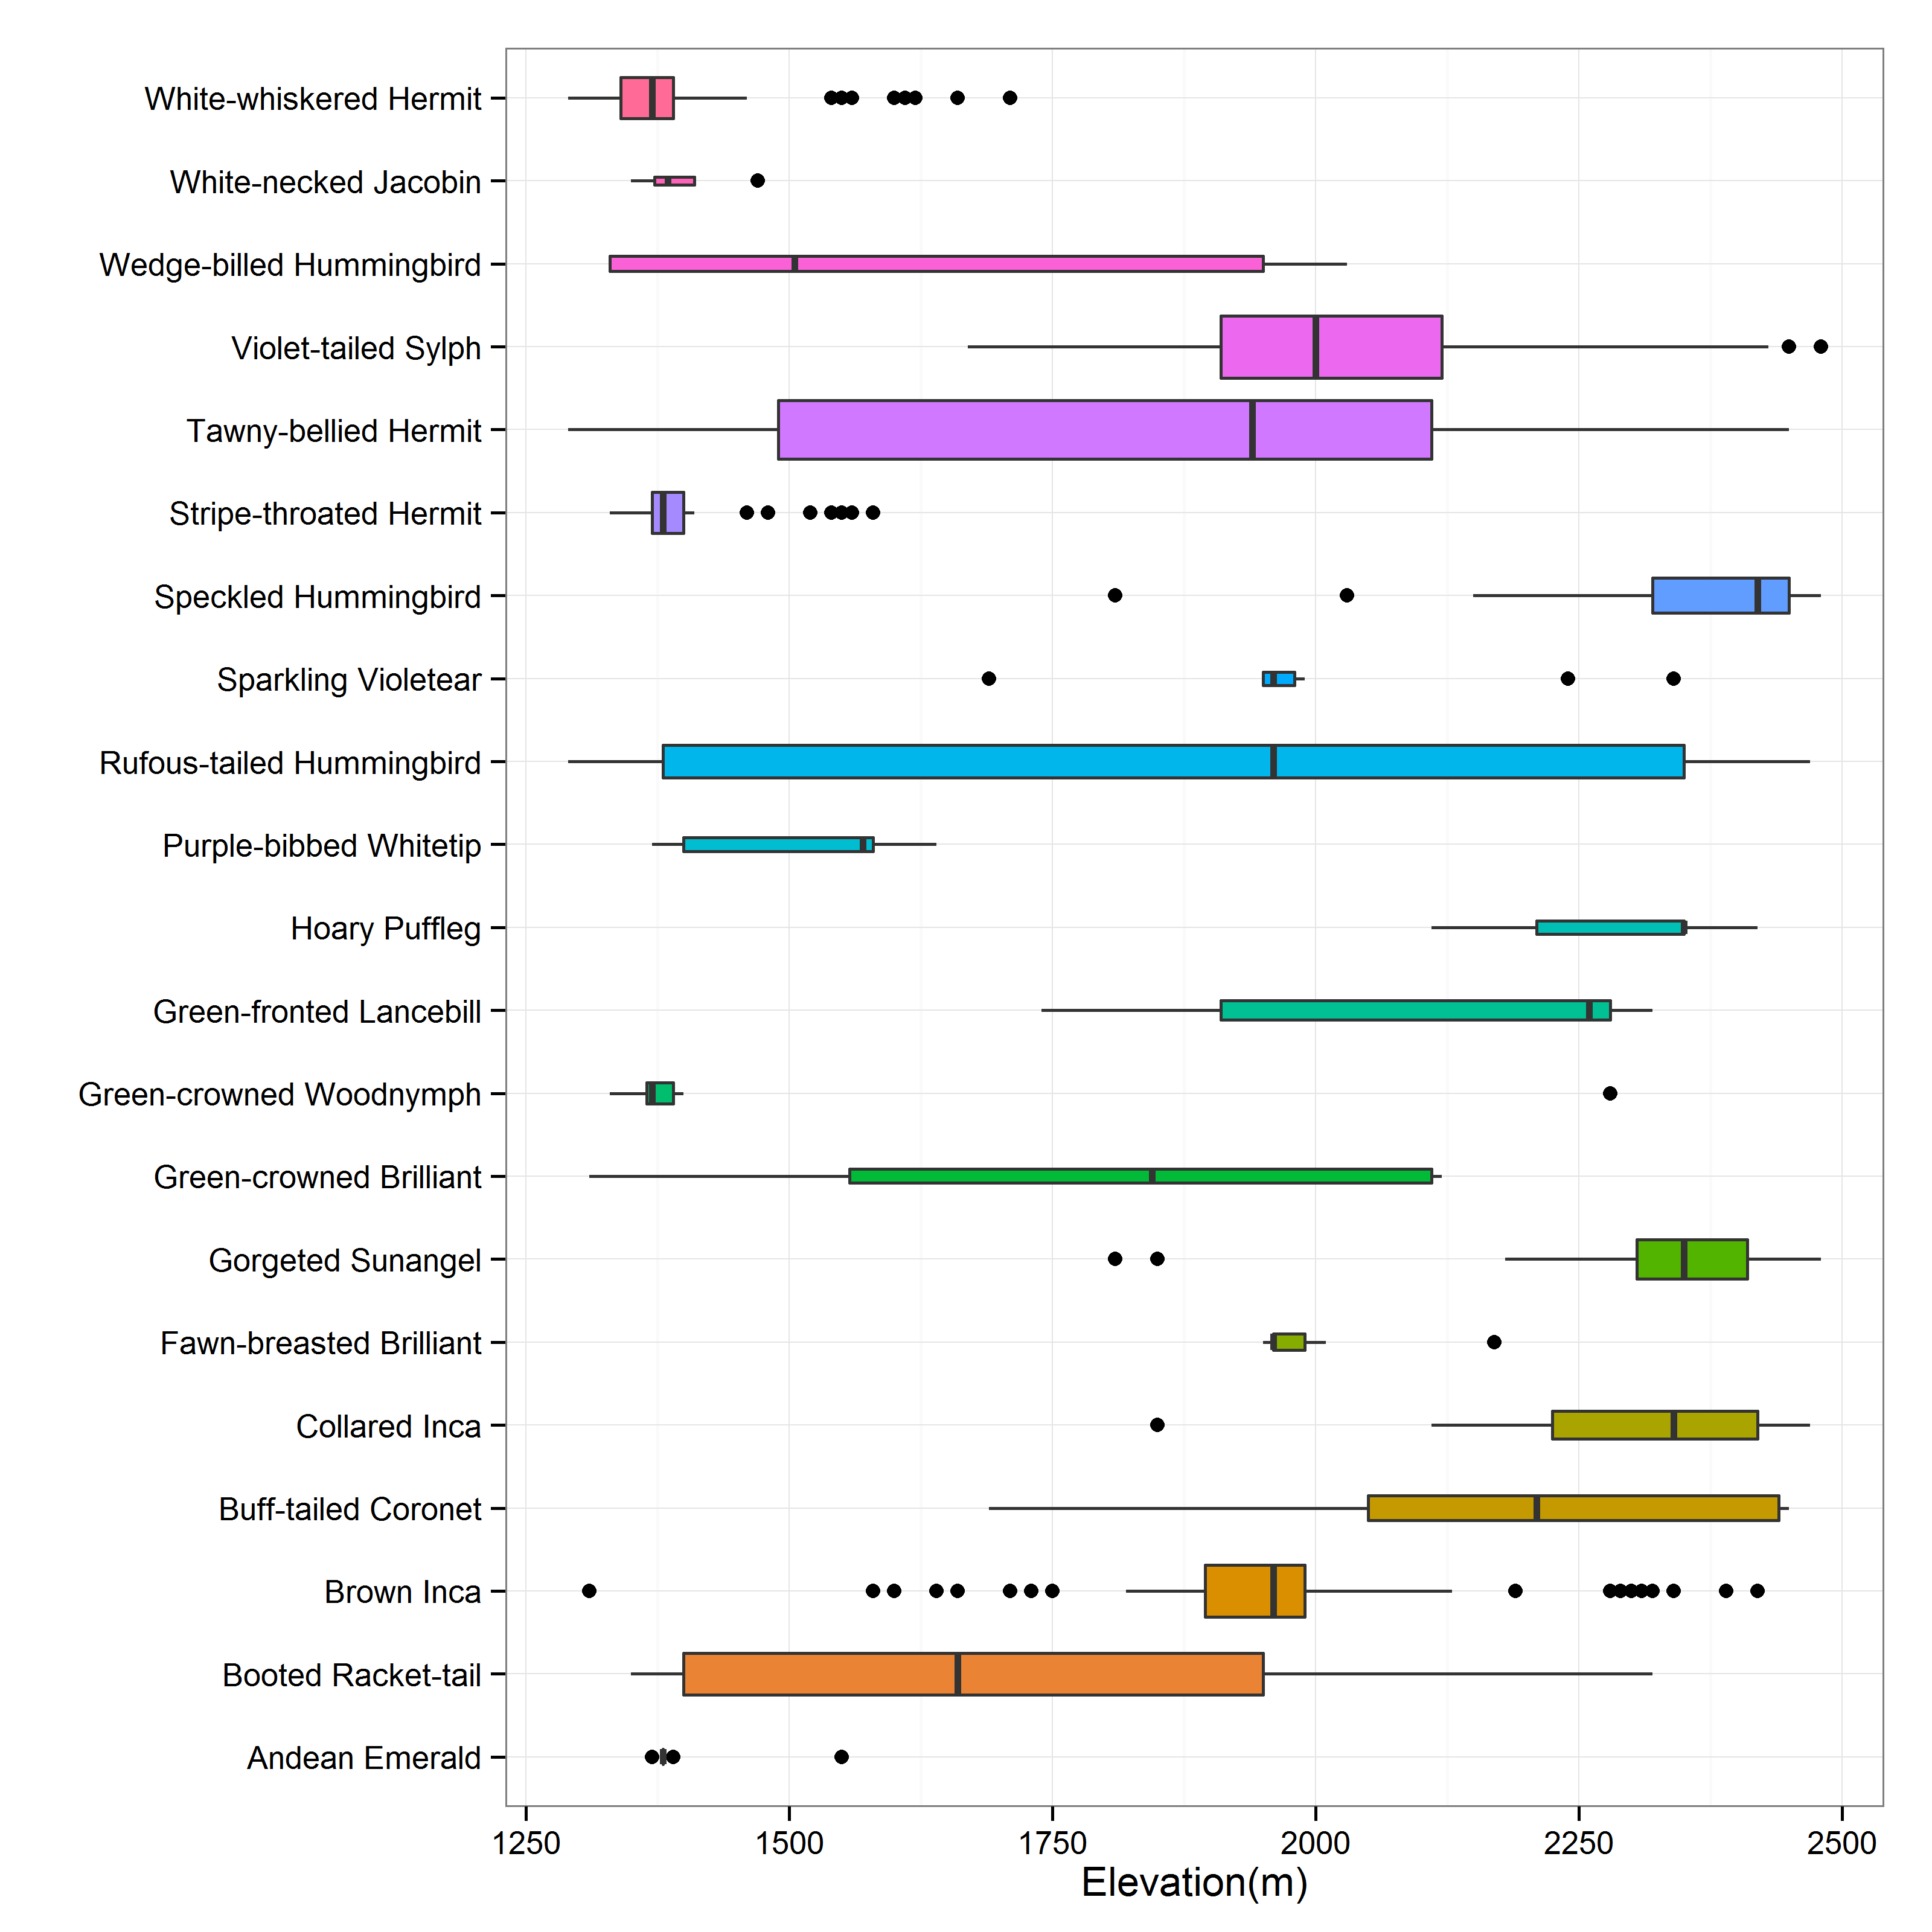 White-whiskered Hermit
White-necked Jacobin
Wedge-billed Hummingbird
Violet-tailed Sylph
Tawny-bellied Hermit
Stripe-throated Hermit
Speckled Hummingbird
Sparkling Violetear
Rufous-tailed Hummingbird
Purple-bibbed Whitetip
Hoary Puffleg
Green-fronted Lancebill
Green-crowned Woodnymph
Green-crowned Brilliant
Gorgeted Sunangel
Fawn-breasted Brilliant
Collared Inca
Buff-tailed Coronet
Brown Inca
Booted Racket-tail
Andean Emerald
1250 1500 1750 2000 2250 2500
Elevation(m)